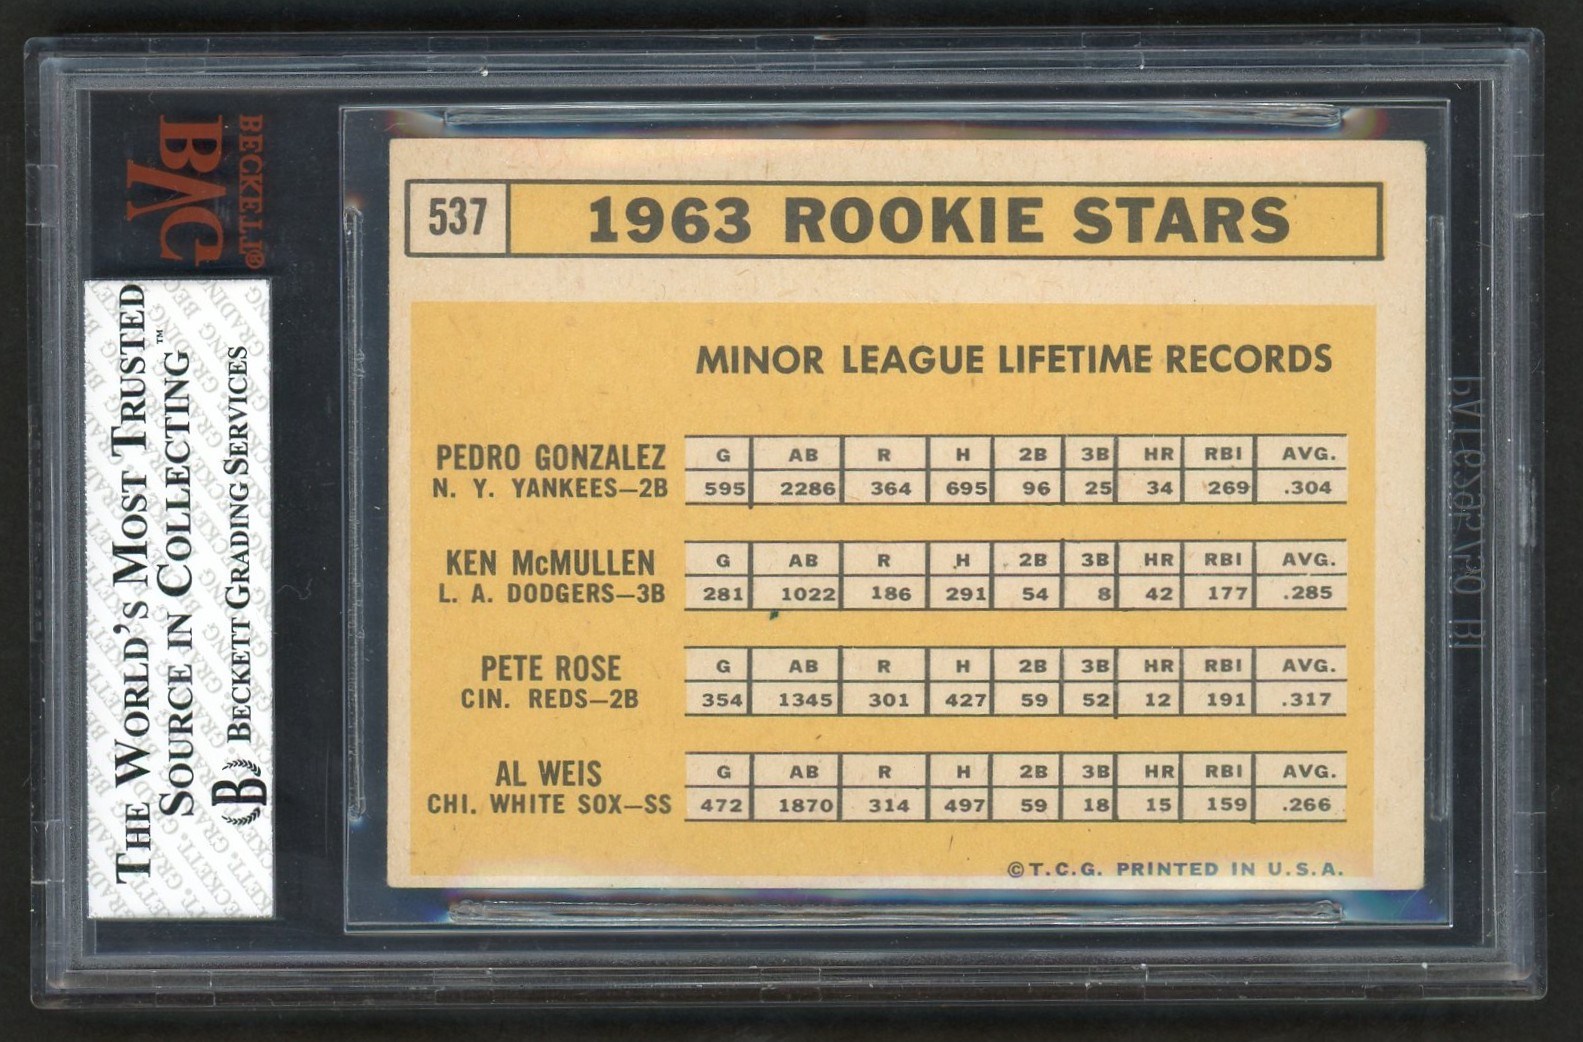 BECKETT®
BVG
THE WORLD'S MOST TRUSTED
SOURCE IN COLLECTING™
B BECKETT GRADING SERVICES
537 1963 ROOKIE STARS
MINOR LEAGUE LIFETIME RECORDS
PEDRO GONZALEZ G AB R H 2B 3B HR RBI AVG.
N. Y. YANKEES—2B 595 2286 364 695 96 25 34 269 .304
KEN McMULLEN G AB R H 2B 3B HR RBI AVG.
L. A. DODGERS—3B 281 1022 186 291 54 8 42 177 .285
PETE ROSE G AB R H 2B 3B HR RBI AVG.
CIN. REDS—2B 354 1345 301 427 59 52 12 191 .317
AL WEIS G AB R H 2B 3B HR RBI AVG.
CHI. WHITE SOX—SS 472 1870 314 497 59 18 15 159 .266
© T.C.G. PRINTED IN U.S.A.